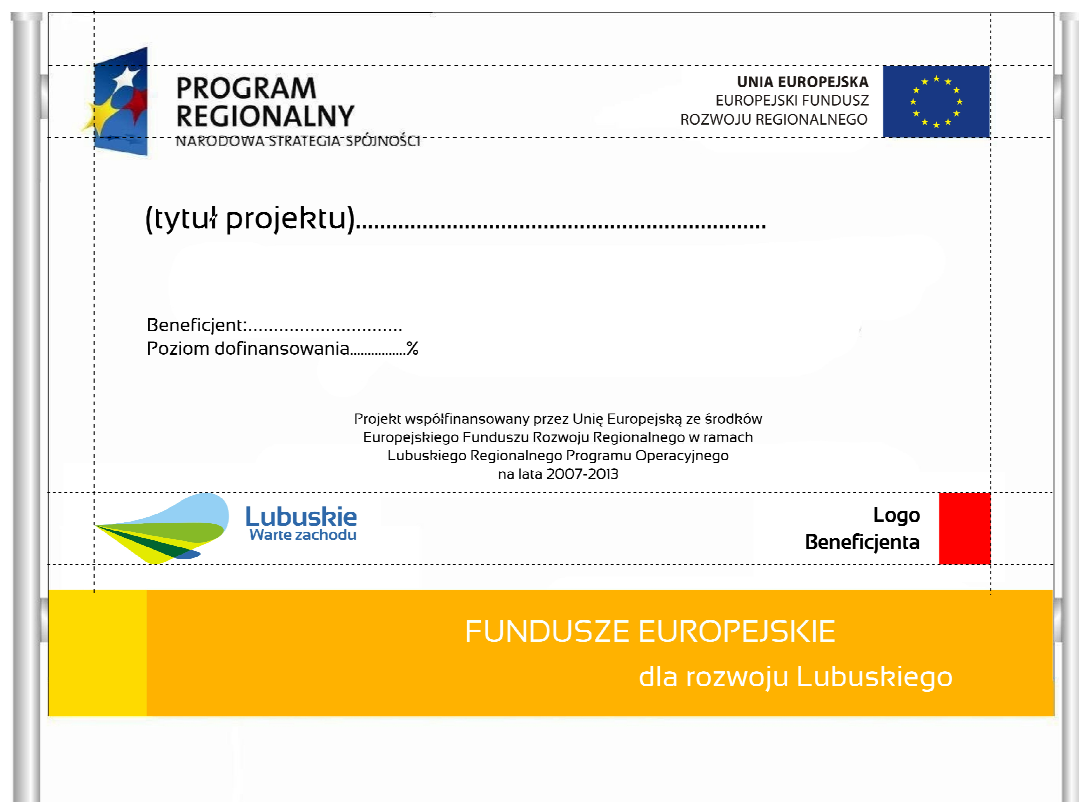 PROGRAM
REGIONALNY
NARODOWA STRATEGIA SPÓJNOŚCI
UNIA EUROPEJSKA
EUROPEJSKI FUNDUSZ
ROZWOJU REGIONALNEGO
(tytuł projektu)....................................................................
Beneficjent:..............................
Poziom dofinansowania................%
Projekt współfinansowany przez Unię Europejską ze środków
Europejskiego Funduszu Rozwoju Regionalnego w ramach
Lubuskiego Regionalnego Programu Operacyjnego
na lata 2007-2013
Lubuskie
Warte zachodu
Logo
Beneficjenta
FUNDUSZE EUROPEJSKIE
dla rozwoju Lubuskiego